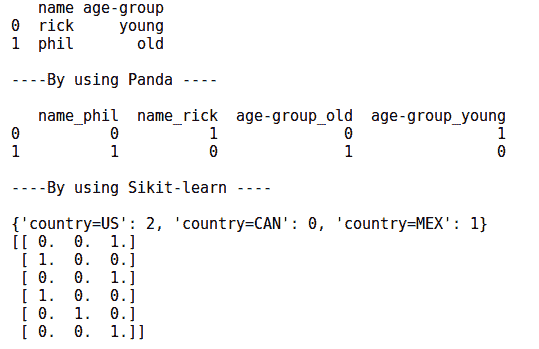 name age-group
0  rick     young
1  phil       old
----By using Panda ----
   name_phil  name_rick  age-group_old  age-group_young
0          0          1              0                1
1          1          0              1                0
----By using Sikit-learn ----
{'country=US': 2, 'country=CAN': 0, 'country=MEX': 1}
[[ 0.  0.  1.]
 [ 1.  0.  0.]
 [ 0.  0.  1.]
 [ 1.  0.  0.]
 [ 0.  1.  0.]
 [ 0.  0.  1.]]